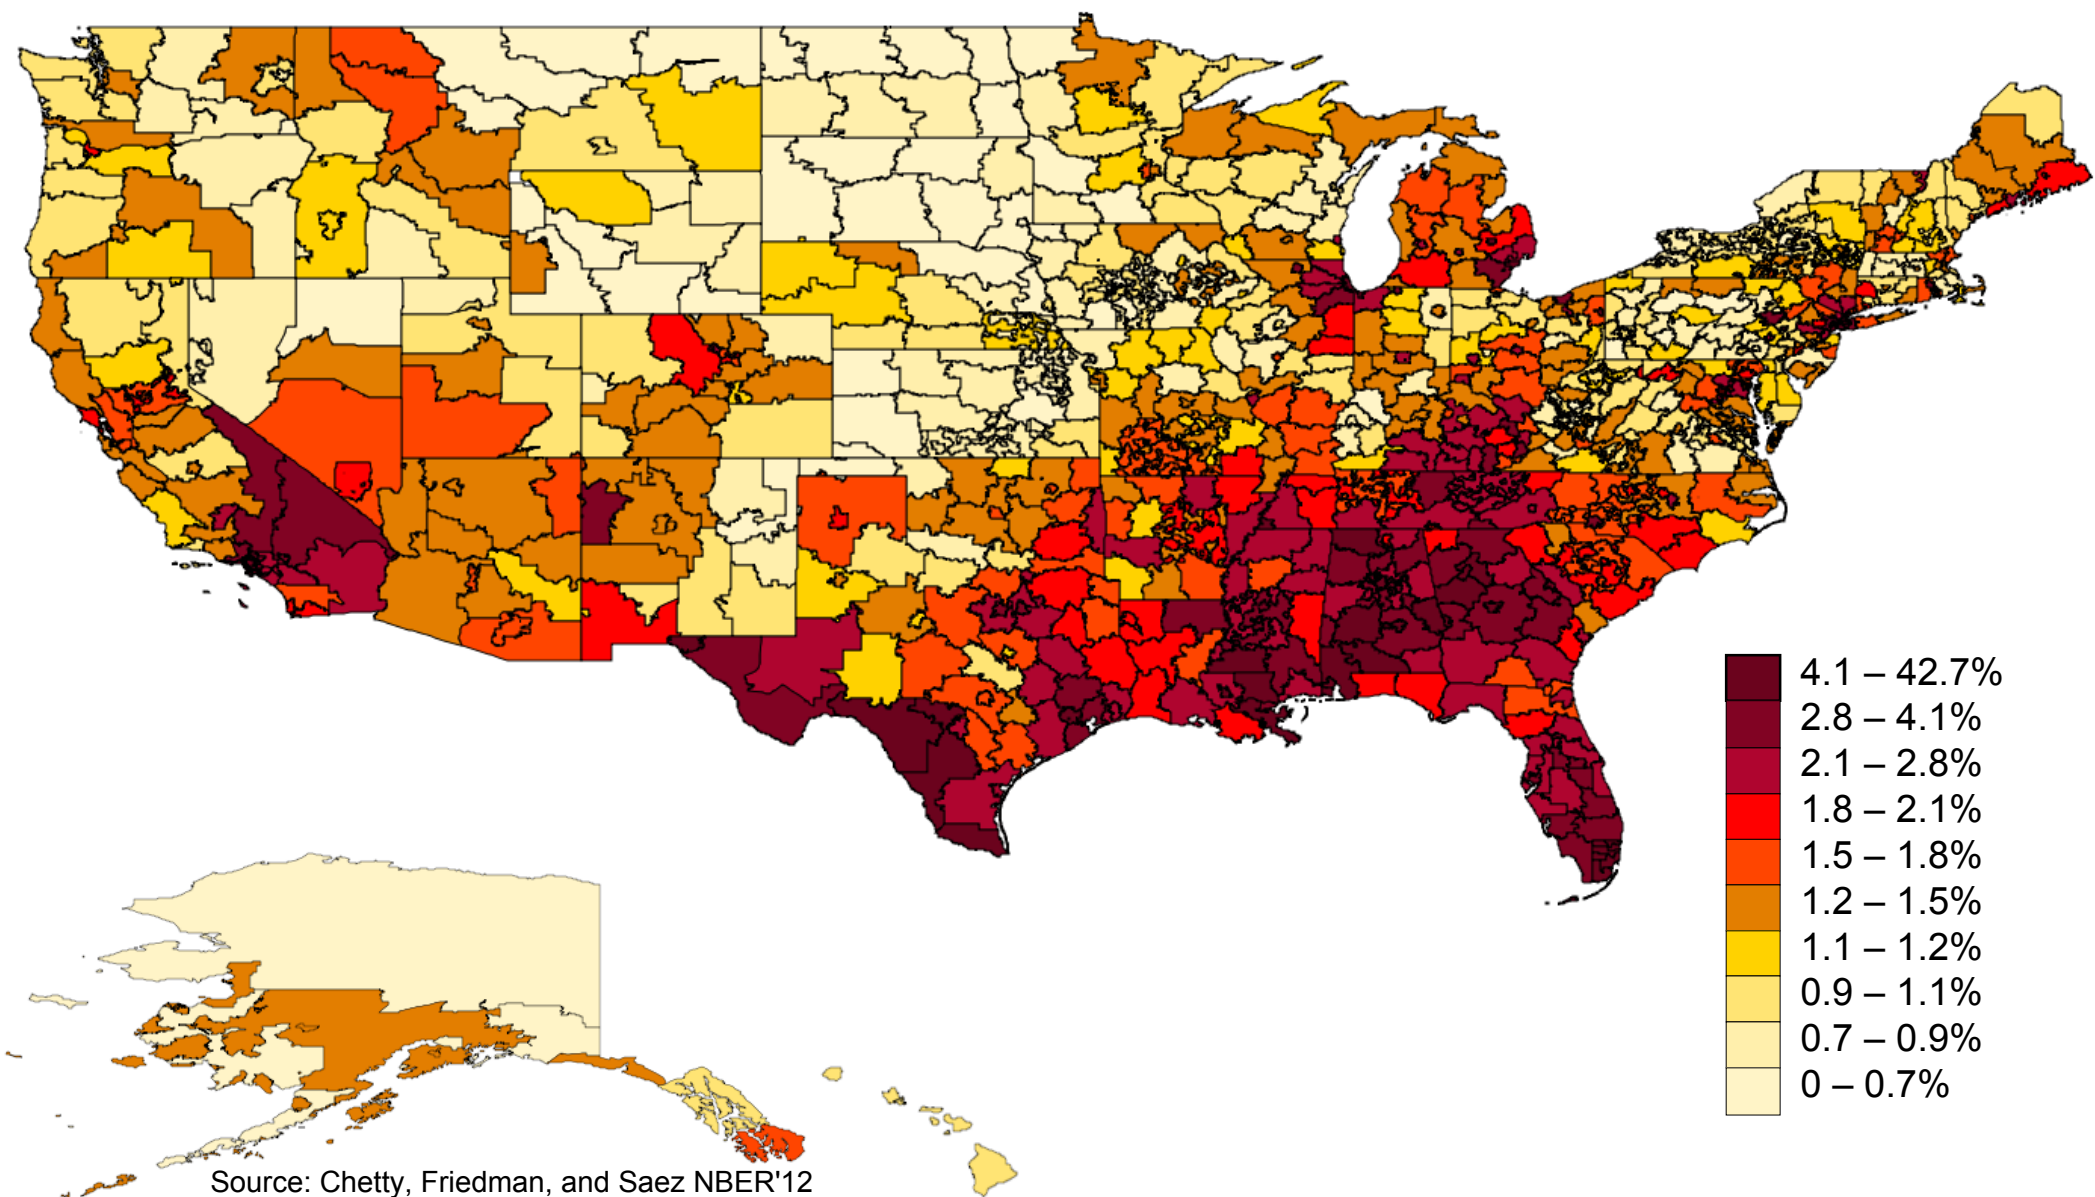 4.1 – 42.7%
2.8 – 4.1%
2.1 – 2.8%
1.8 – 2.1%
1.5 – 1.8%
1.2 – 1.5%
1.1 – 1.2%
0.9 – 1.1%
0.7 – 0.9%
0 – 0.7%
Source: Chetty, Friedman, and Saez NBER'12